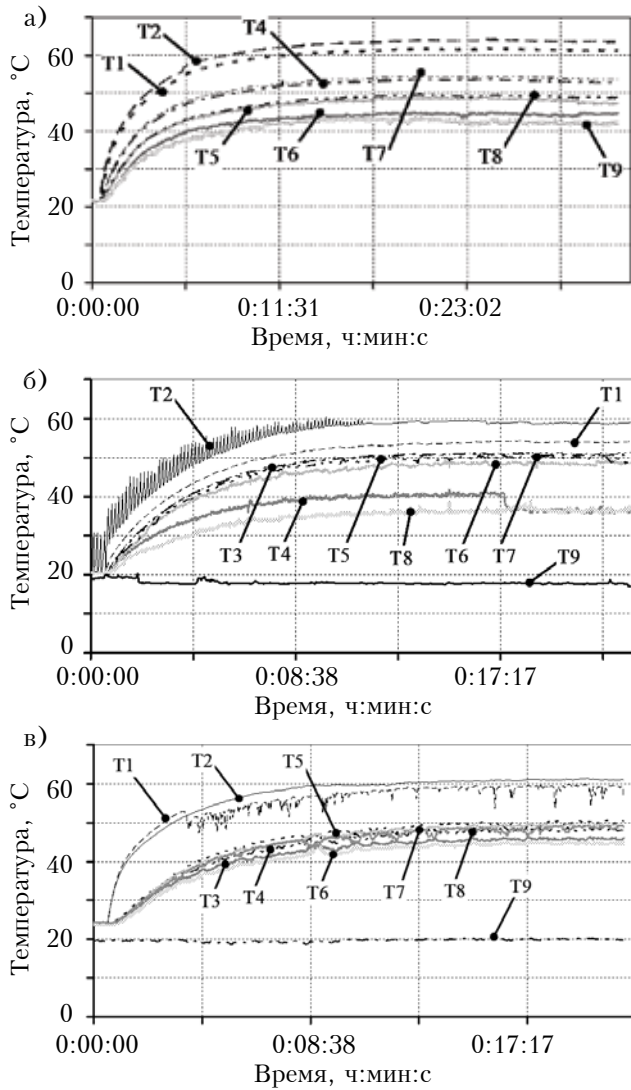 а)
Температура, °C
60
40
20
0
T1
T2
T4
T5
T6
T7
T8
T9
0:00:00
0:11:31
0:23:02
Время, ч:мин:с
б)
Температура, °C
60
40
20
0
T2
T1
T3
T4
T5
T8
T6
T7
T9
0:00:00
0:08:38
0:17:17
Время, ч:мин:с
в)
Температура, °C
60
40
20
0
T1
T2
T5
T3
T4
T6
T7
T8
T9
0:00:00
0:08:38
0:17:17
Время, ч:мин:с